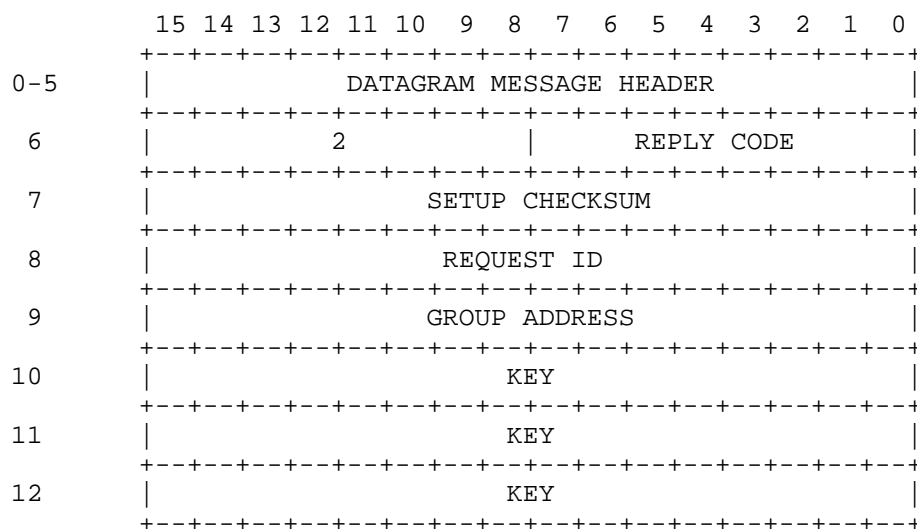 15 14 13 12 11 10 9 8 7 6 5 4 3 2 1 0
+--+--+--+--+--+--+--+--+--+--+--+--+--+--+--+--+
0-5 | DATAGRAM MESSAGE HEADER |
+--+--+--+--+--+--+--+--+--+--+--+--+--+--+--+--+
6 | 2 | REPLY CODE |
+--+--+--+--+--+--+--+--+--+--+--+--+--+--+--+--+
7 | SETUP CHECKSUM |
+--+--+--+--+--+--+--+--+--+--+--+--+--+--+--+--+
8 | REQUEST ID |
+--+--+--+--+--+--+--+--+--+--+--+--+--+--+--+--+
9 | GROUP ADDRESS |
+--+--+--+--+--+--+--+--+--+--+--+--+--+--+--+--+
10 | KEY |
+--+--+--+--+--+--+--+--+--+--+--+--+--+--+--+--+
11 | KEY |
+--+--+--+--+--+--+--+--+--+--+--+--+--+--+--+--+
12 | KEY |
+--+--+--+--+--+--+--+--+--+--+--+--+--+--+--+--+